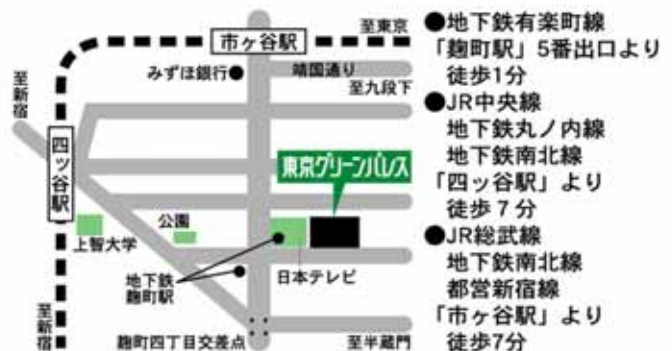 至東京
市ヶ谷駅
みずほ銀行
靖国通り
至九段下
至新宿
四ッ谷駅
東京グリーンパレス
上智大学
公園
日本テレビ
地下鉄
麹町駅
至新宿
麹町四丁目交差点
至半蔵門
●地下鉄有楽町線
「麹町駅」5番出口より
徒歩1分
●JR中央線
地下鉄丸ノ内線
地下鉄南北線
「四ッ谷駅」より
徒歩7分
●JR総武線
地下鉄南北線
都営新宿線
「市ヶ谷駅」より
徒歩7分